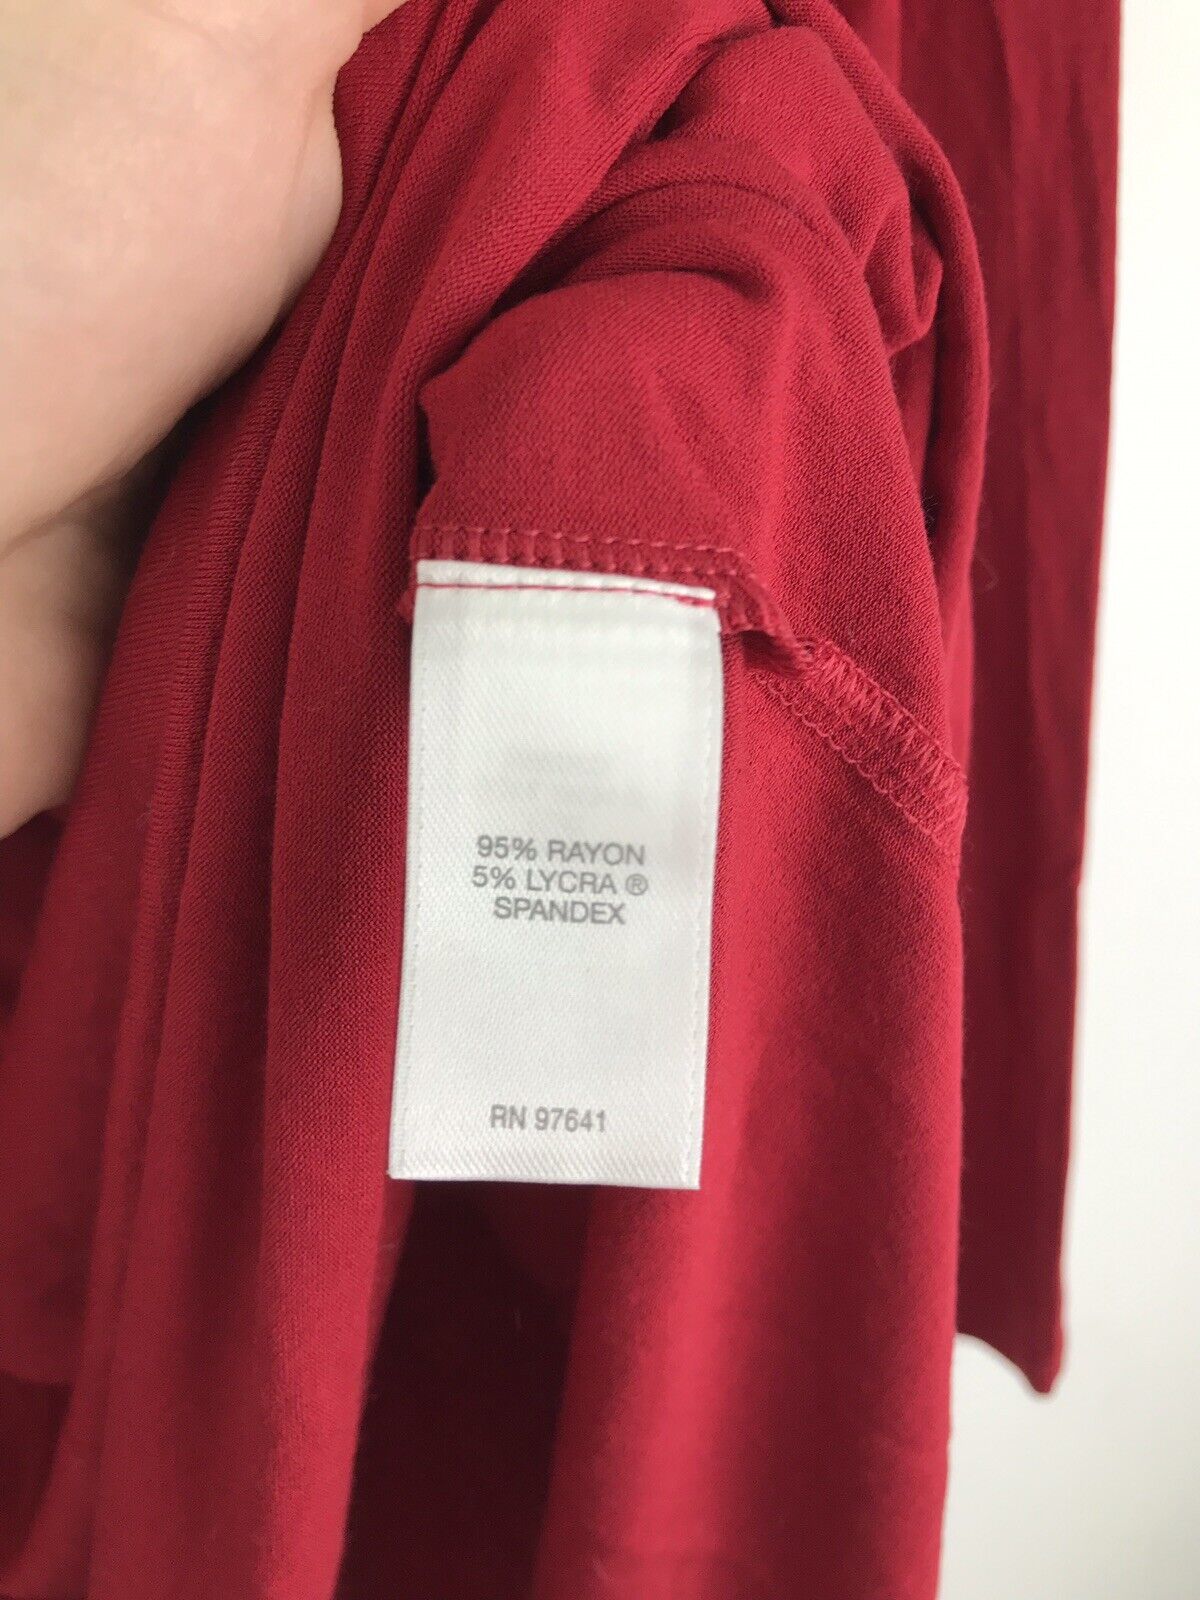 95% RAYON
5% LYCRA ®
SPANDEX
RN 97641